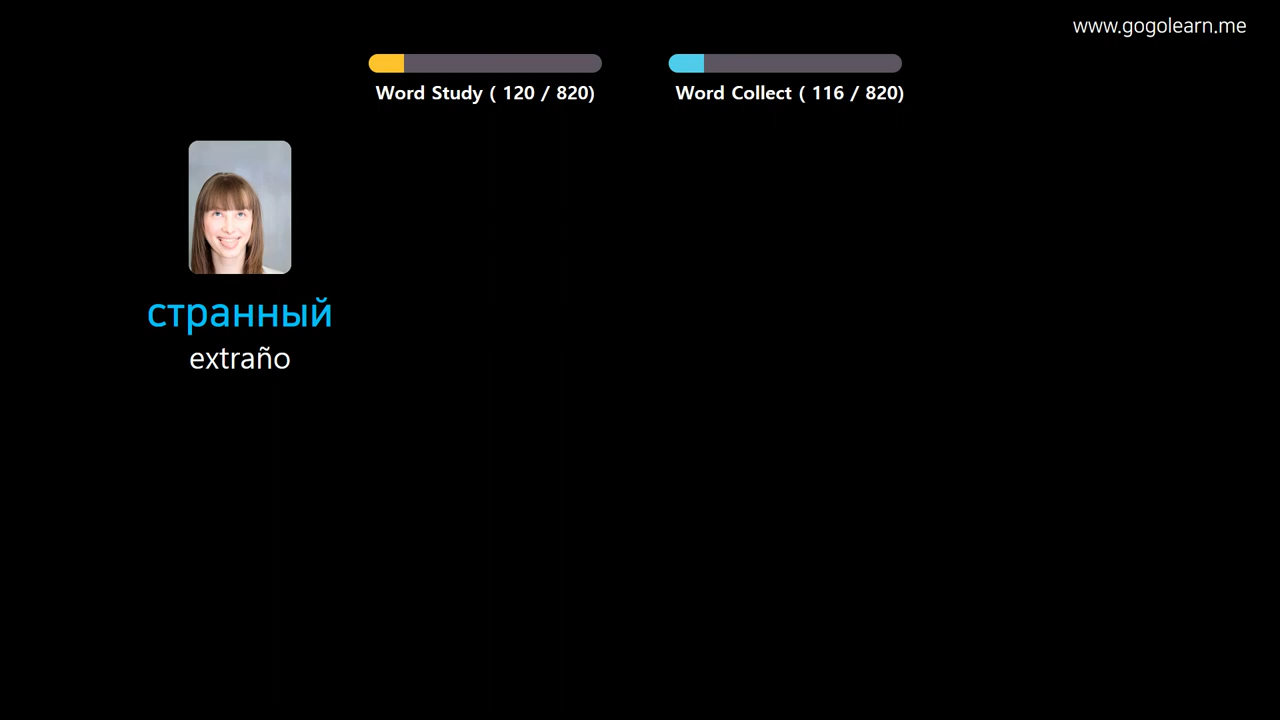 www.gogolearn.me
Word Study ( 120 / 820)
Word Collect ( 116 / 820)
странный
extraño